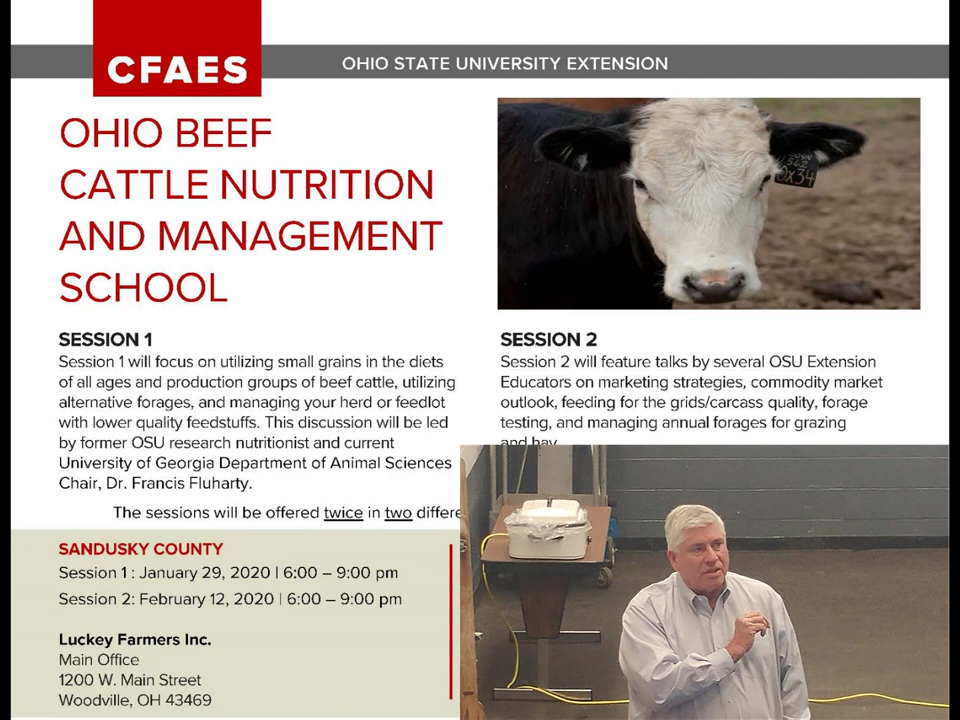 CFAES
OHIO STATE UNIVERSITY EXTENSION
OHIO BEEF
CATTLE NUTRITION
AND MANAGEMENT
SCHOOL
SESSION 1
Session 1 will focus on utilizing small grains in the diets
of all ages and production groups of beef cattle, utilizing
alternative forages, and managing your herd or feedlot
with lower quality feedstuffs. This discussion will be led
by former OSU research nutritionist and current
University of Georgia Department of Animal Sciences
Chair, Dr. Francis Fluharty.
SESSION 2
Session 2 will feature talks by several OSU Extension
Educators on marketing strategies, commodity market
outlook, feeding for the grids/carcass quality, forage
testing, and managing annual forages for grazing
and hay
The sessions will be offered twice in two differe
SANDUSKY COUNTY
Session 1 : January 29, 2020 | 6:00 – 9:00 pm
Session 2: February 12, 2020 | 6:00 – 9:00 pm
Luckey Farmers Inc.
Main Office
1200 W. Main Street
Woodville, OH 43469